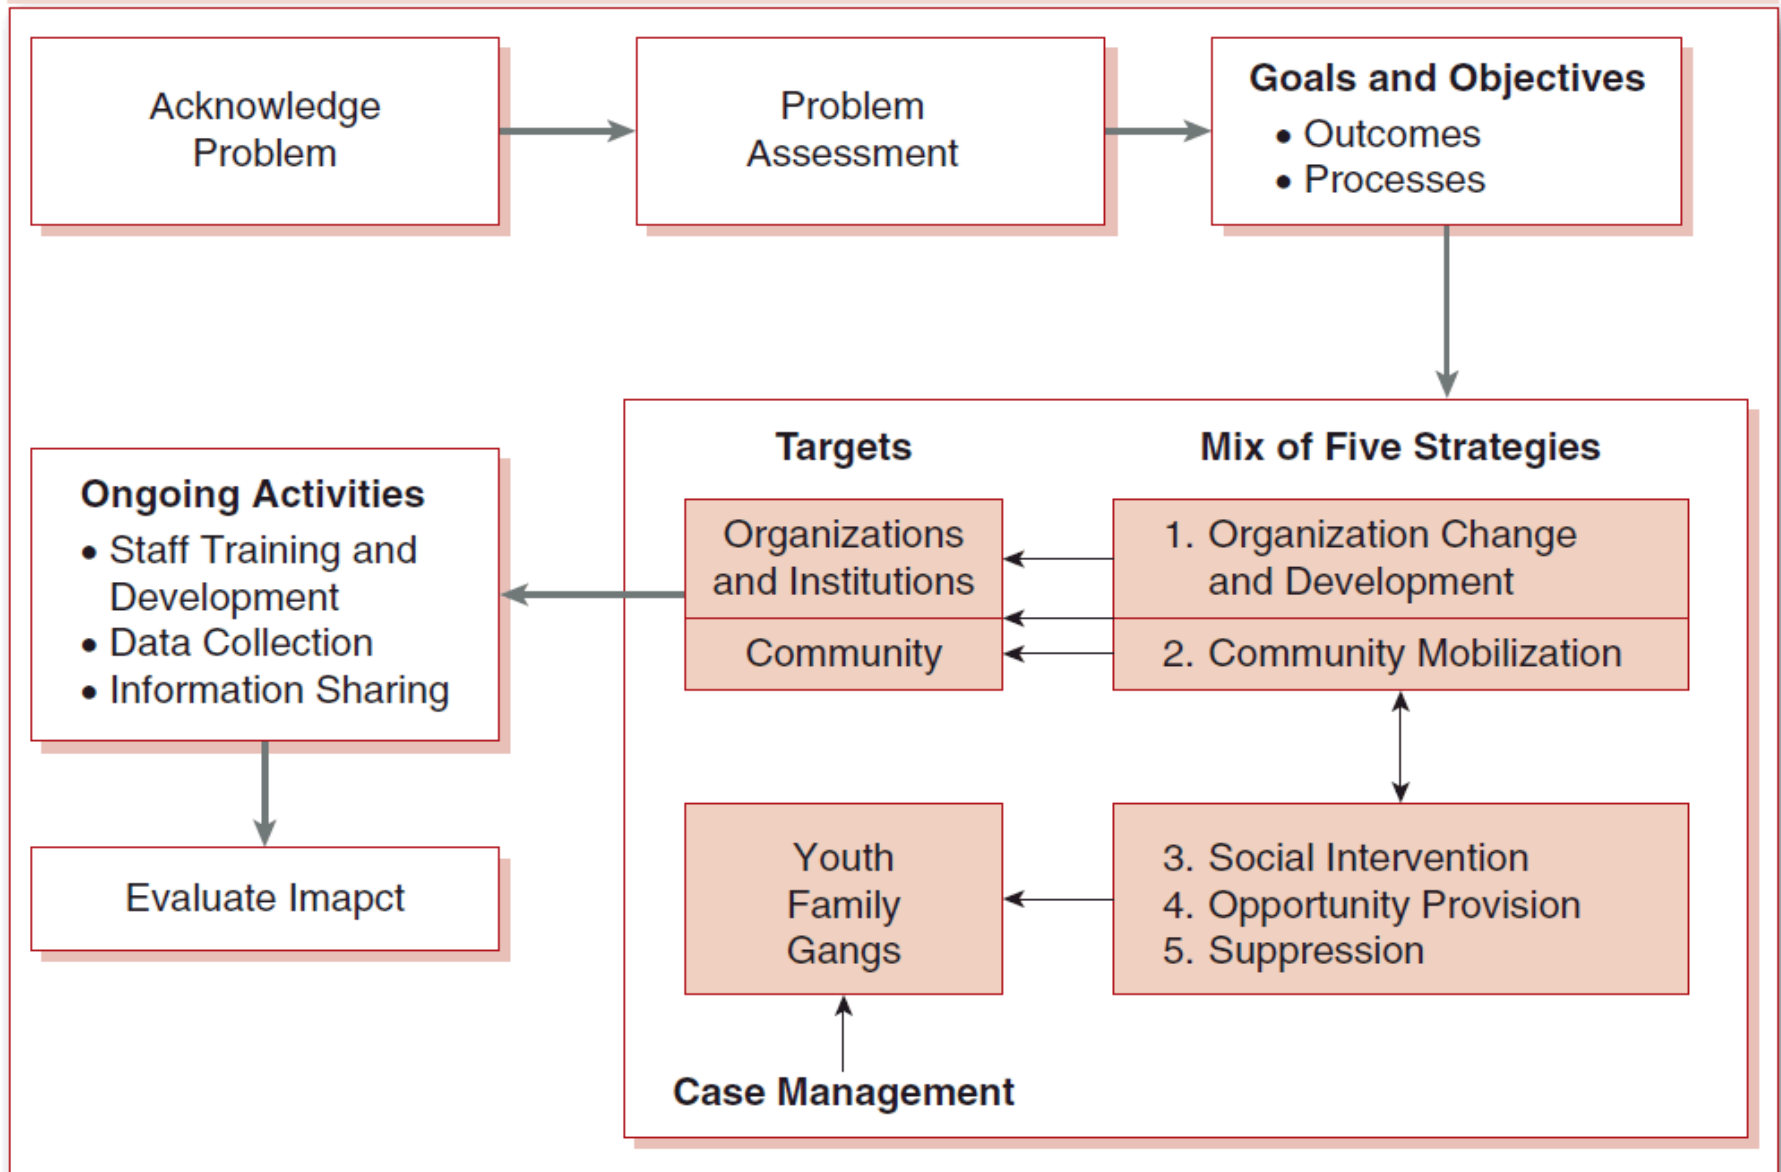 Acknowledge
Problem
Problem
Assessment
Goals and Objectives
• Outcomes
• Processes
Targets
Mix of Five Strategies
Organizations
and Institutions
1. Organization Change
and Development
Community
2. Community Mobilization
Youth
Family
Gangs
3. Social Intervention
4. Opportunity Provision
5. Suppression
Case Management
Ongoing Activities
• Staff Training and
Development
• Data Collection
• Information Sharing
Evaluate Imapct